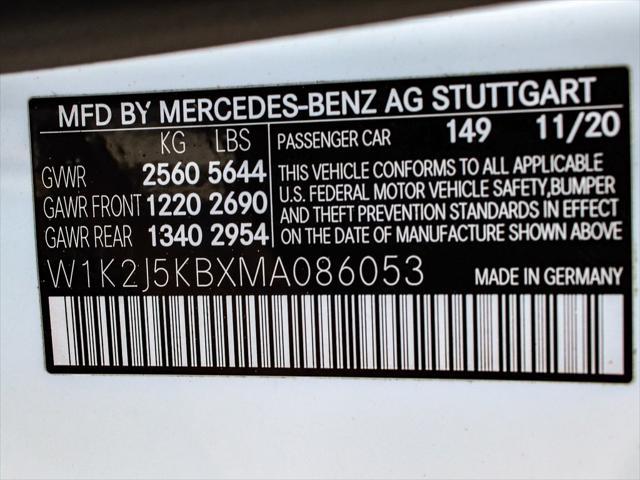 MFD BY MERCEDES-BENZ AG STUTTGART
KG LBS
GVWR 2560 5644
GAWR FRONT 1220 2690
GAWR REAR 1340 2954
PASSENGER CAR 149 11/20
THIS VEHICLE CONFORMS TO ALL APPLICABLE
U.S. FEDERAL MOTOR VEHICLE SAFETY,BUMPER
AND THEFT PREVENTION STANDARDS IN EFFECT
ON THE DATE OF MANUFACTURE SHOWN ABOVE
W1K2J5KBXMA086053 MADE IN GERMANY